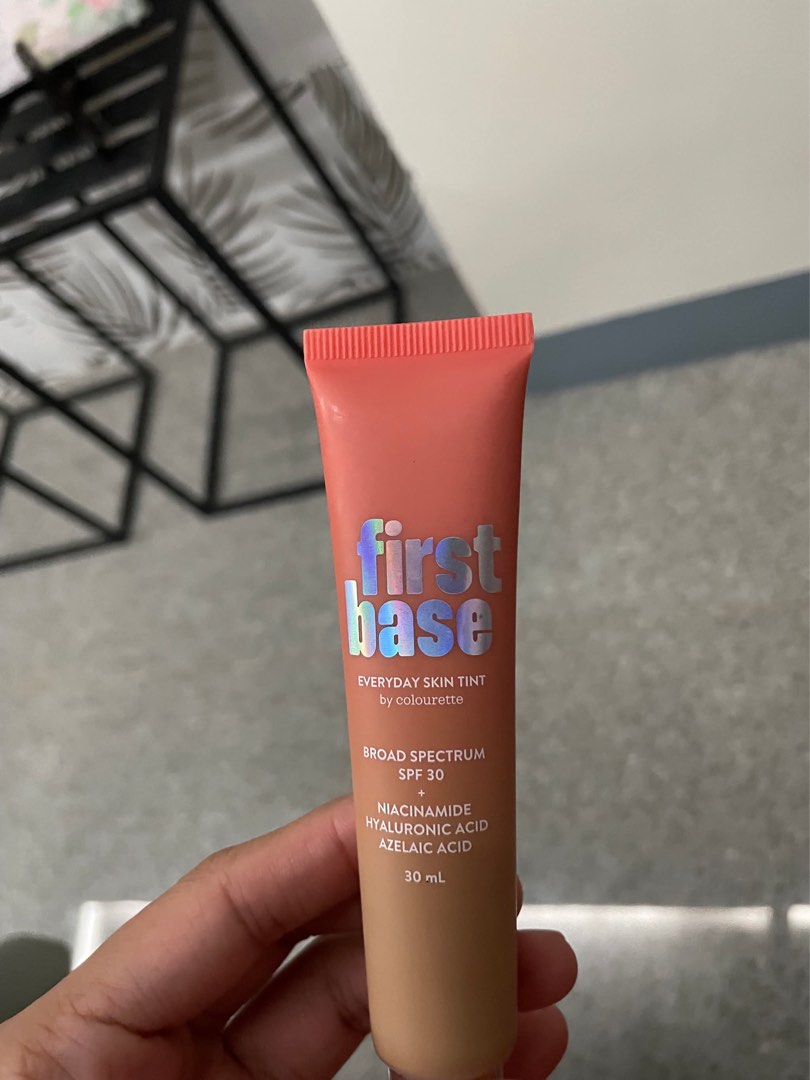 first
base
EVERYDAY SKIN TINT
by colourette
BROAD SPECTRUM
SPF 30
+
NIACINAMIDE
HYALURONIC ACID
AZELAIC ACID
30 mL